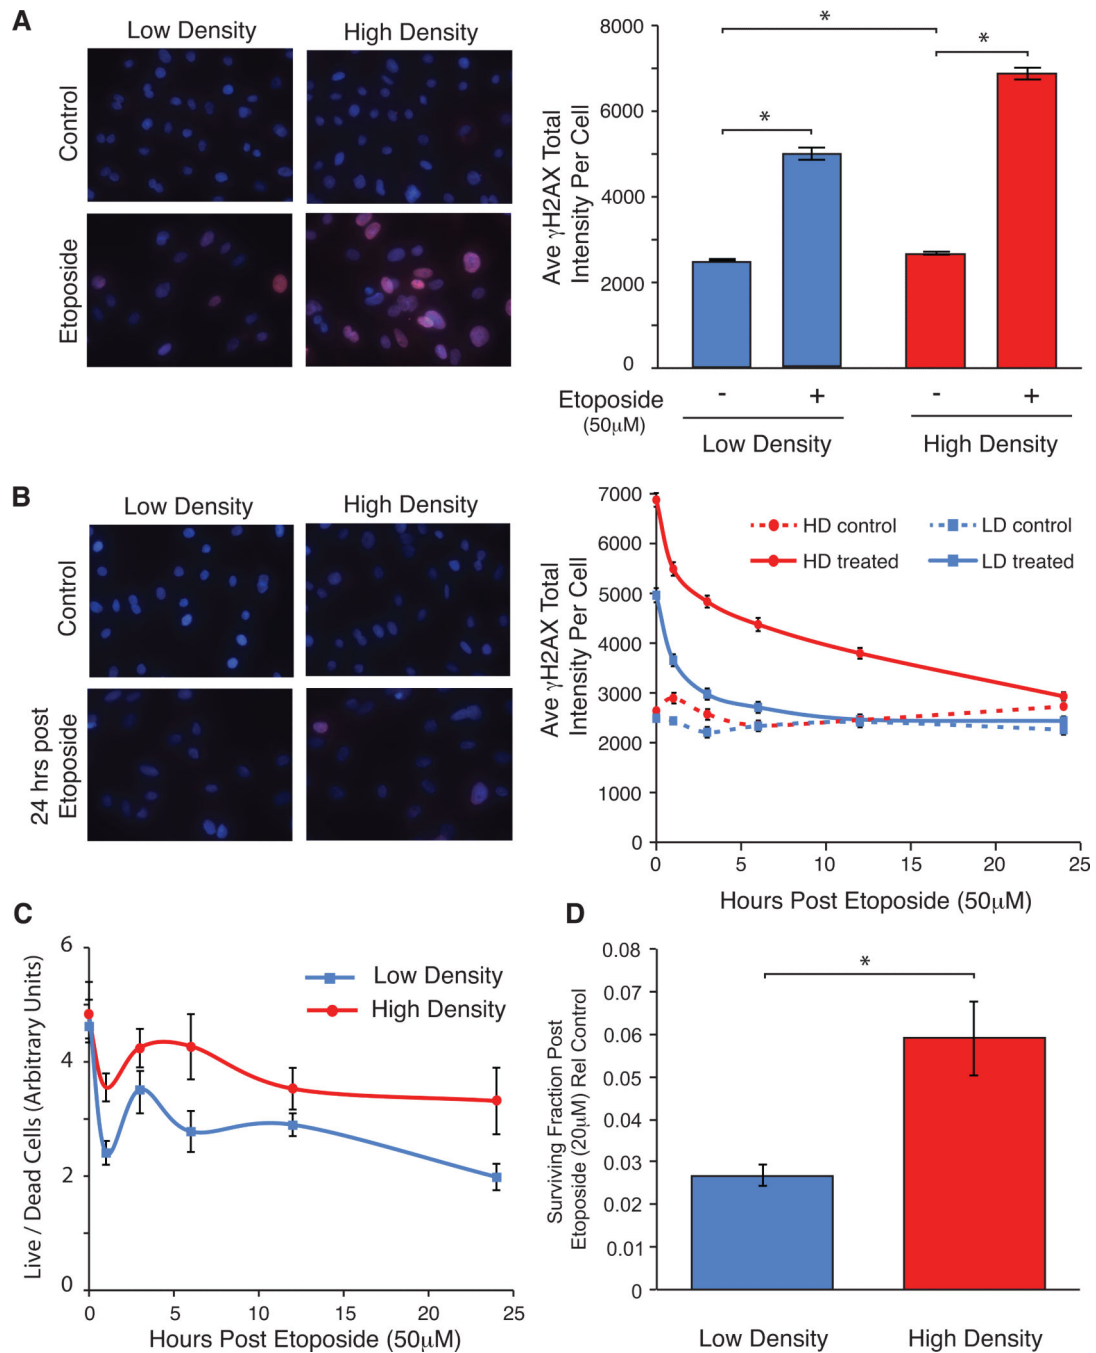 A
Low Density
High Density
Control
Etoposide
Ave γH2AX Total
Intensity Per Cell
8000
6000
4000
2000
0
*
*
*
Etoposide
(50μM)
- + - +
Low Density
High Density
B
Low Density
High Density
Control
24 hrs post
Etoposide
Ave γH2AX Total
Intensity Per Cell
7000
6000
5000
4000
3000
2000
1000
0
HD control
LD control
HD treated
LD treated
0 5 10 15 20 25
Hours Post Etoposide (50μM)
C
Live / Dead Cells (Arbitrary Units)
6
4
2
0
Low Density
High Density
0 5 10 15 20 25
Hours Post Etoposide (50μM)
D
Surviving Fraction Post
Etoposide (20μM) Rel Control
0.08
0.07
0.06
0.05
0.03
0.02
0.01
0
*
Low Density
High Density